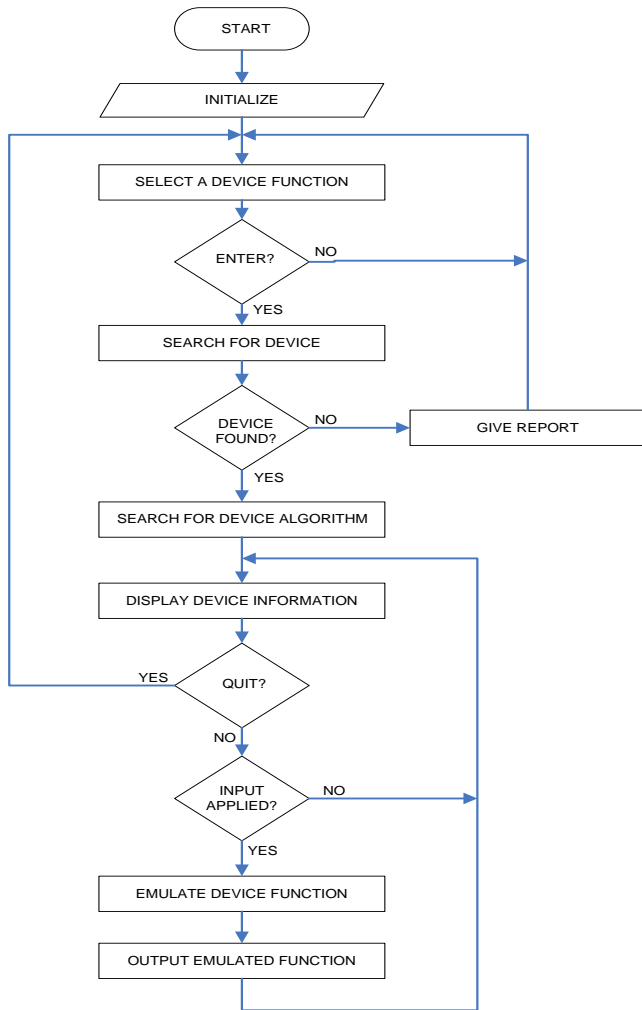 START
INITIALIZE
SELECT A DEVICE FUNCTION
ENTER?
NO
YES
SEARCH FOR DEVICE
DEVICE
FOUND?
NO
GIVE REPORT
YES
SEARCH FOR DEVICE ALGORITHM
DISPLAY DEVICE INFORMATION
YES
QUIT?
NO
INPUT
APPLIED?
NO
YES
EMULATE DEVICE FUNCTION
OUTPUT EMULATED FUNCTION